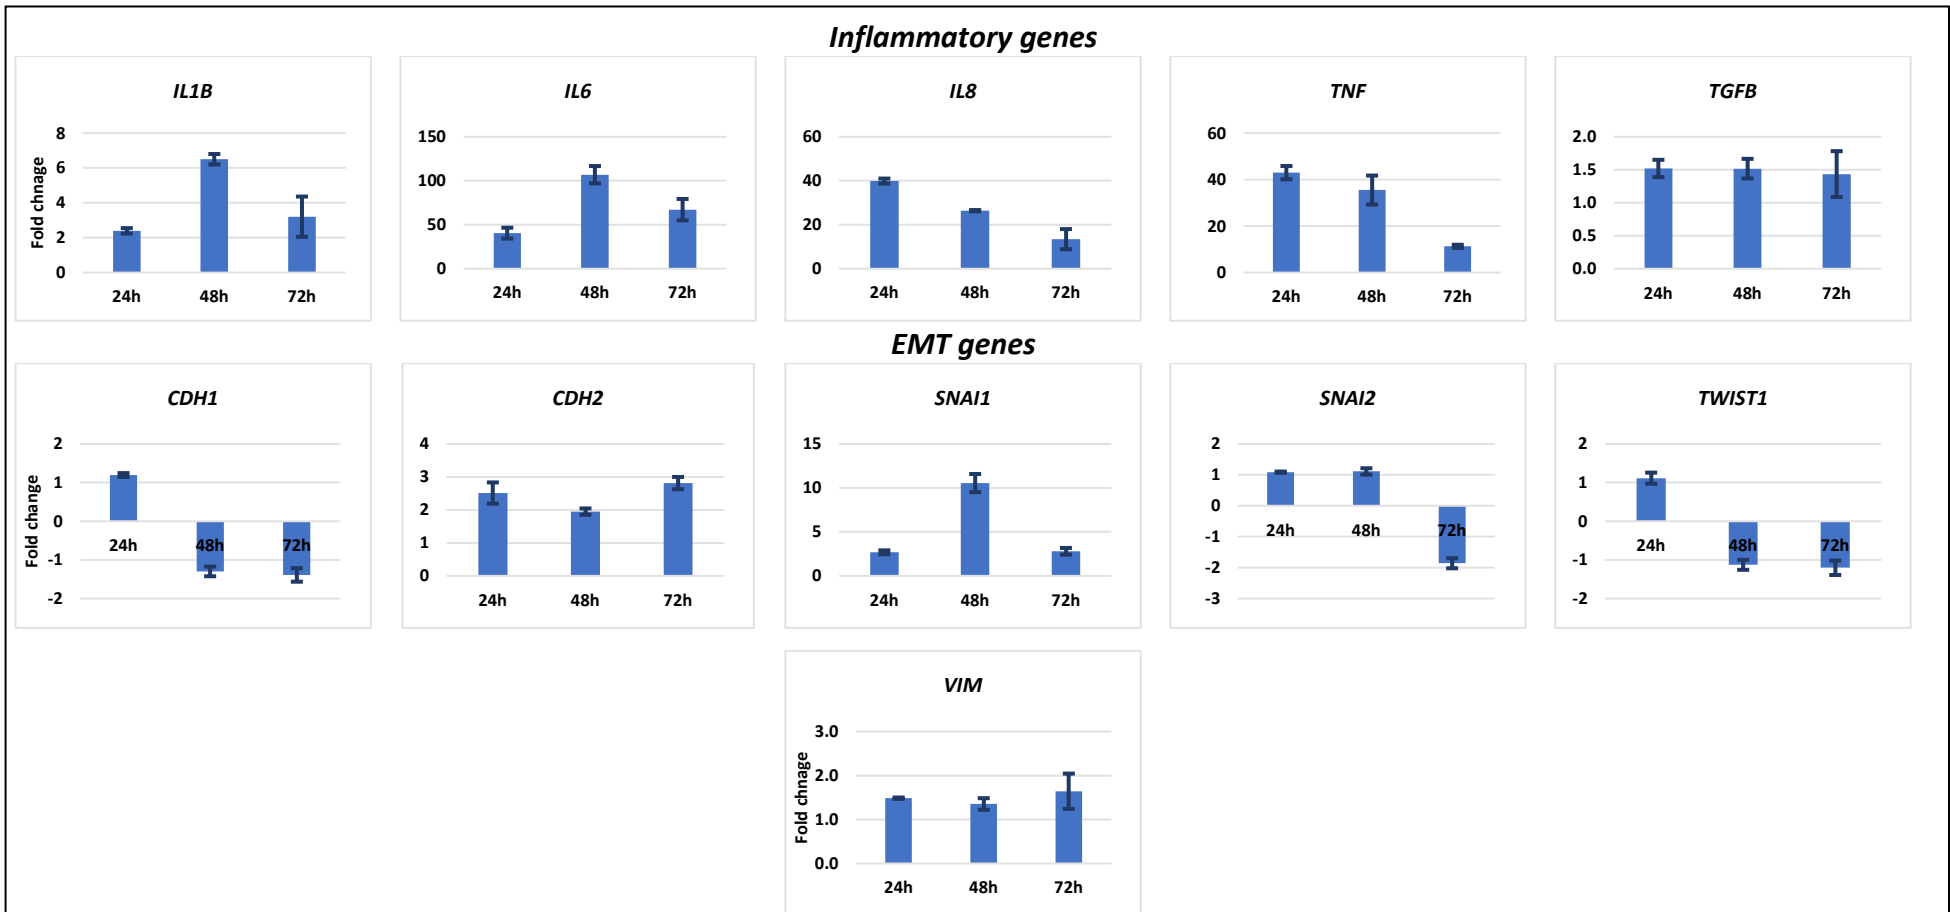 Inflammatory genes
IL1B
Fold chnage
8
6
4
2
0
24h 48h 72h
IL6
150
100
50
0
24h 48h 72h
IL8
60
40
20
0
24h 48h 72h
TNF
60
40
20
0
24h 48h 72h
TGFB
2.0
1.5
1.0
0.5
0.0
24h 48h 72h
EMT genes
CDH1
Fold change
2
1
0
-1
-2
24h 48h 72h
CDH2
4
3
2
1
0
24h 48h 72h
SNAI1
15
10
5
0
24h 48h 72h
SNAI2
2
1
0
-1
-2
-3
24h 48h 72h
TWIST1
2
1
0
-1
-2
24h 48h 72h
VIM
Fold chnage
3.0
2.0
1.0
0.0
24h 48h 72h